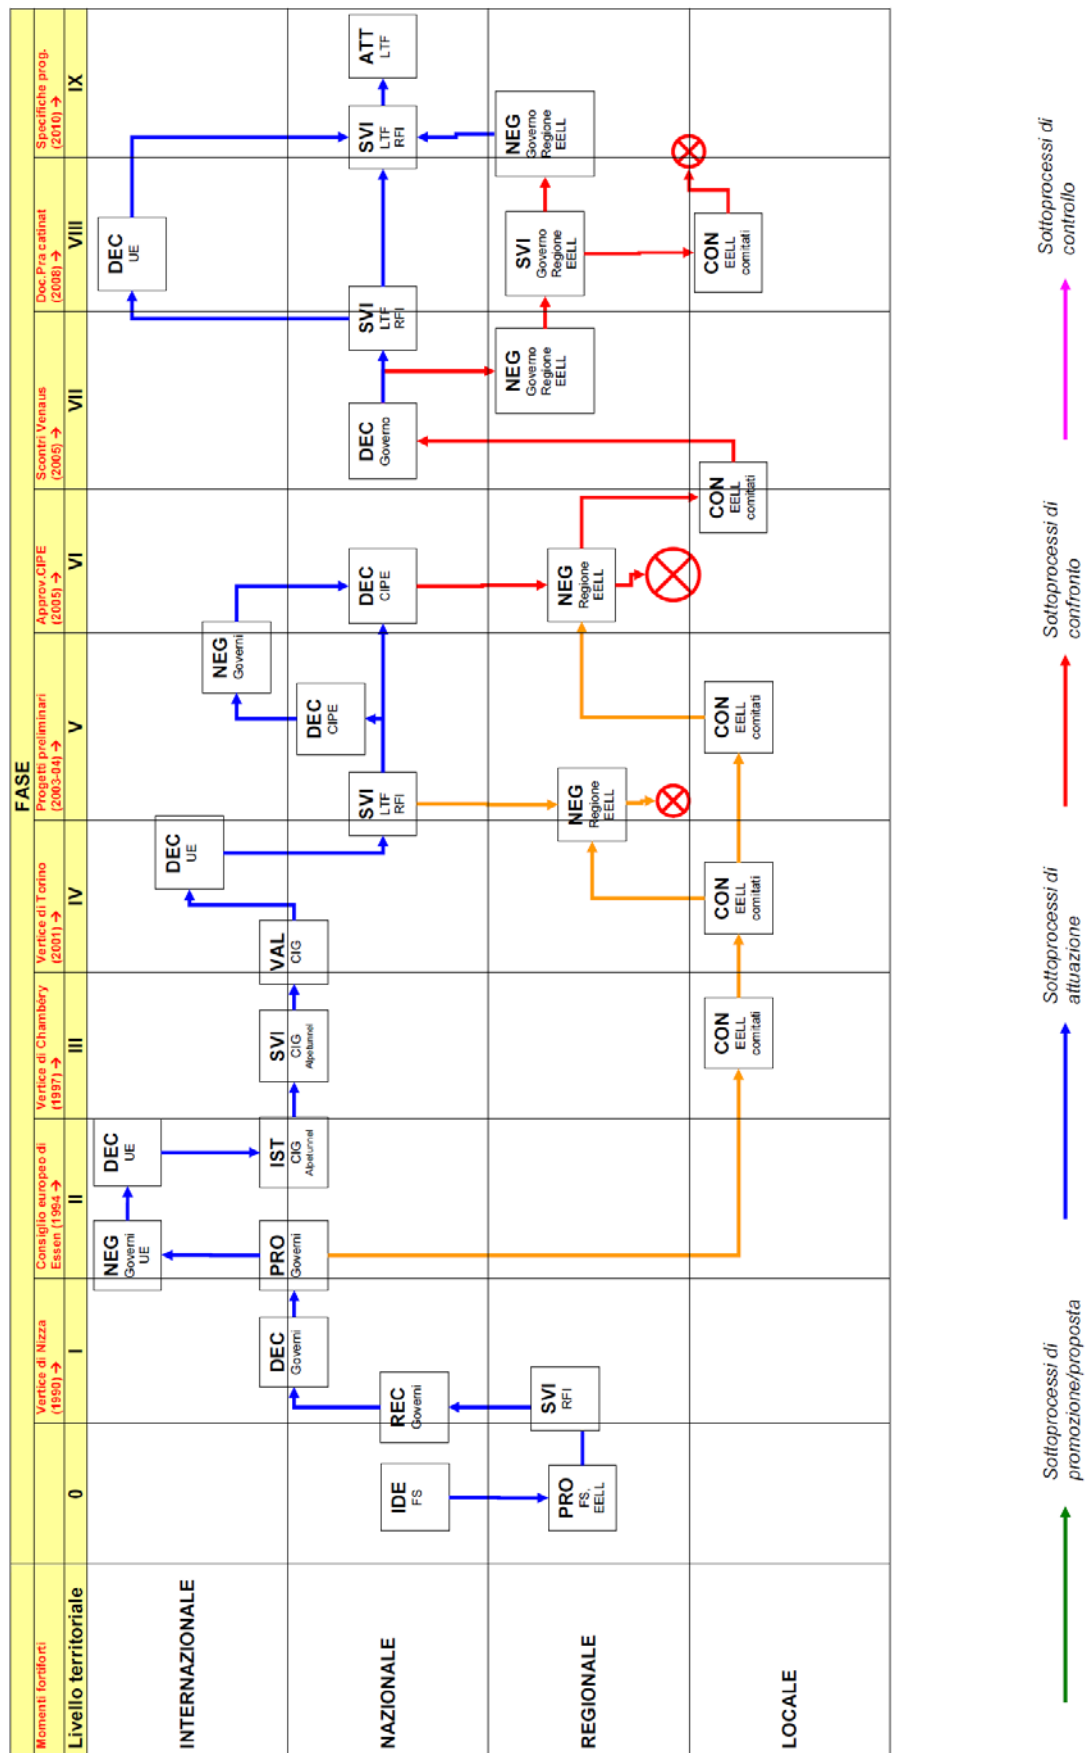 FASE
Momenti fortiforti
Vertice di Nizza
(1990) →
Consiglio europeo di
Essen (1994 →
Vertice di Chambéry
(1997) →
Vertice di Torino
(2001) →
Progetti preliminari
(2003-04) →
Approv.CIPE
(2005) →
Scontri Venaus
(2005) →
Doc.Pra catinat
(2008) →
Specifiche prog.
(2010) →
Livello territoriale
0
I
II
III
IV
V
VI
VII
VIII
IX
INTERNAZIONALE
NEG
Governi
UE
DEC
UE
DEC
UE
NEG
Governi
DEC
UE
DEC
Governi
PRO
Governi
IST
CIG
Alpetunnel
SVI
CIG
Alpetunnel
VAL
CIG
NAZIONALE
IDE
FS
REC
Governi
SVI
LTF
RFI
DEC
CIPE
DEC
CIPE
DEC
Governo
SVI
LTF
RFI
SVI
LTF
RFI
ATT
LTF
REGIONALE
PRO
FS,
EELL
SVI
RFI
NEG
Regione
EELL
NEG
Regione
EELL
NEG
Governo
Regione
EELL
SVI
Governo
Regione
EELL
NEG
Governo
Regione
EELL
LOCALE
CON
EELL
comitati
CON
EELL
comitati
CON
EELL
comitati
CON
EELL
comitati
CON
EELL
comitati
Sottoprocessi di
promozione/proposta
Sottoprocessi di
attuazione
Sottoprocessi di
confronto
Sottoprocessi di
controllo